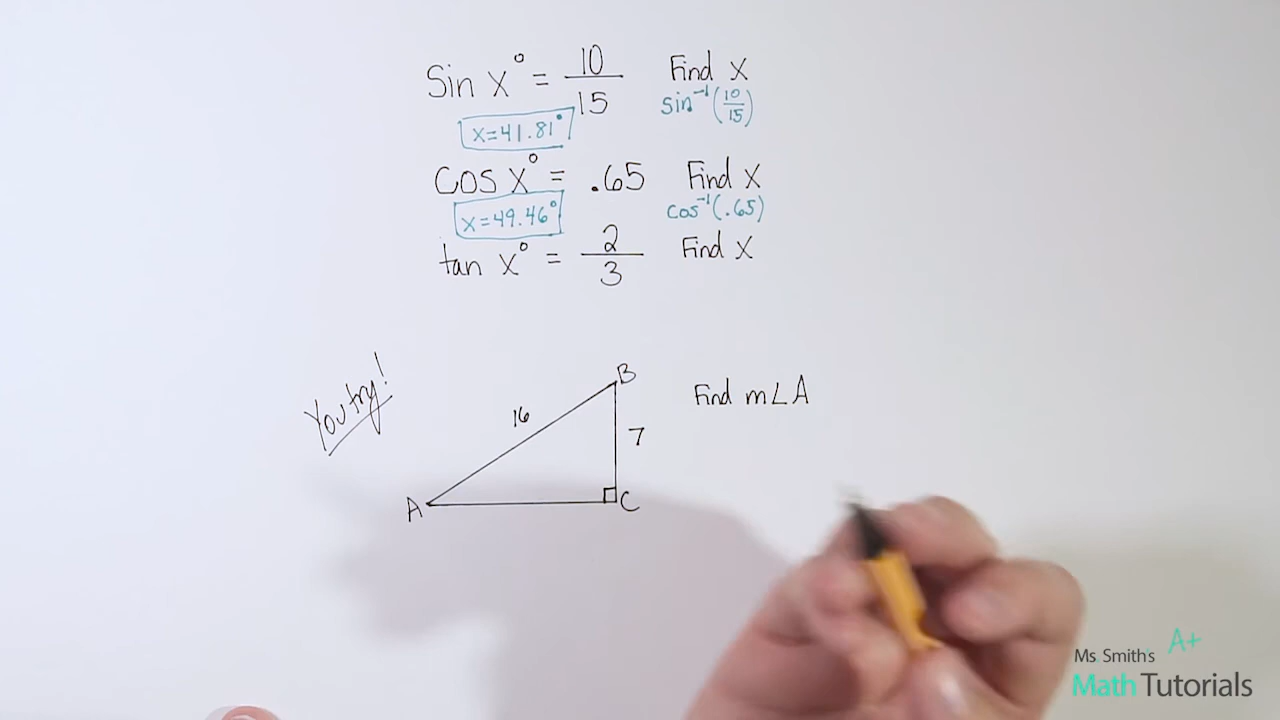 Sin x° = 10/15 Find x
x=41.81° sin⁻¹(10/15)
cos x° = .65 Find x
x=49.46° cos⁻¹(.65)
tan x° = 2/3 Find x
You try!
B
16
7
A
C
Find m∠A
Ms. Smith's A+
Math Tutorials